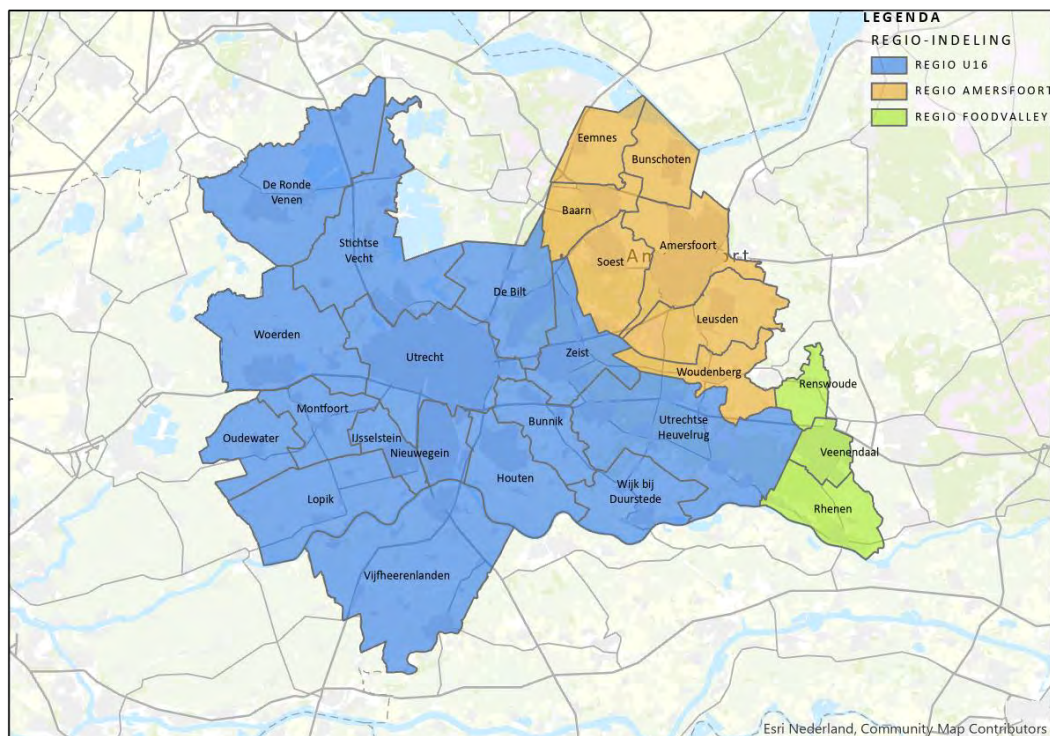 LEGENDA
REGIO-INDELING
REGIO U16
REGIO AMERSFOORT
REGIO FOODVALLEY
Eemnes
Bunschoten
De Ronde
Venen
Baarn
Stichtse
Vecht
Amersfoort
Soest
De Bilt
Leusden
Woerden
Utrecht
Zeist
Woudenberg
Renswoude
Montfoort
Oudewater
IJsselstein
Nieuwegein
Bunnik
Utrechtse
Heuvelrug
Veenendaal
Houten
Wijk bij
Duurstede
Lopik
Rhenen
Vijfheerenlanden
Esri Nederland, Community Map Contributors